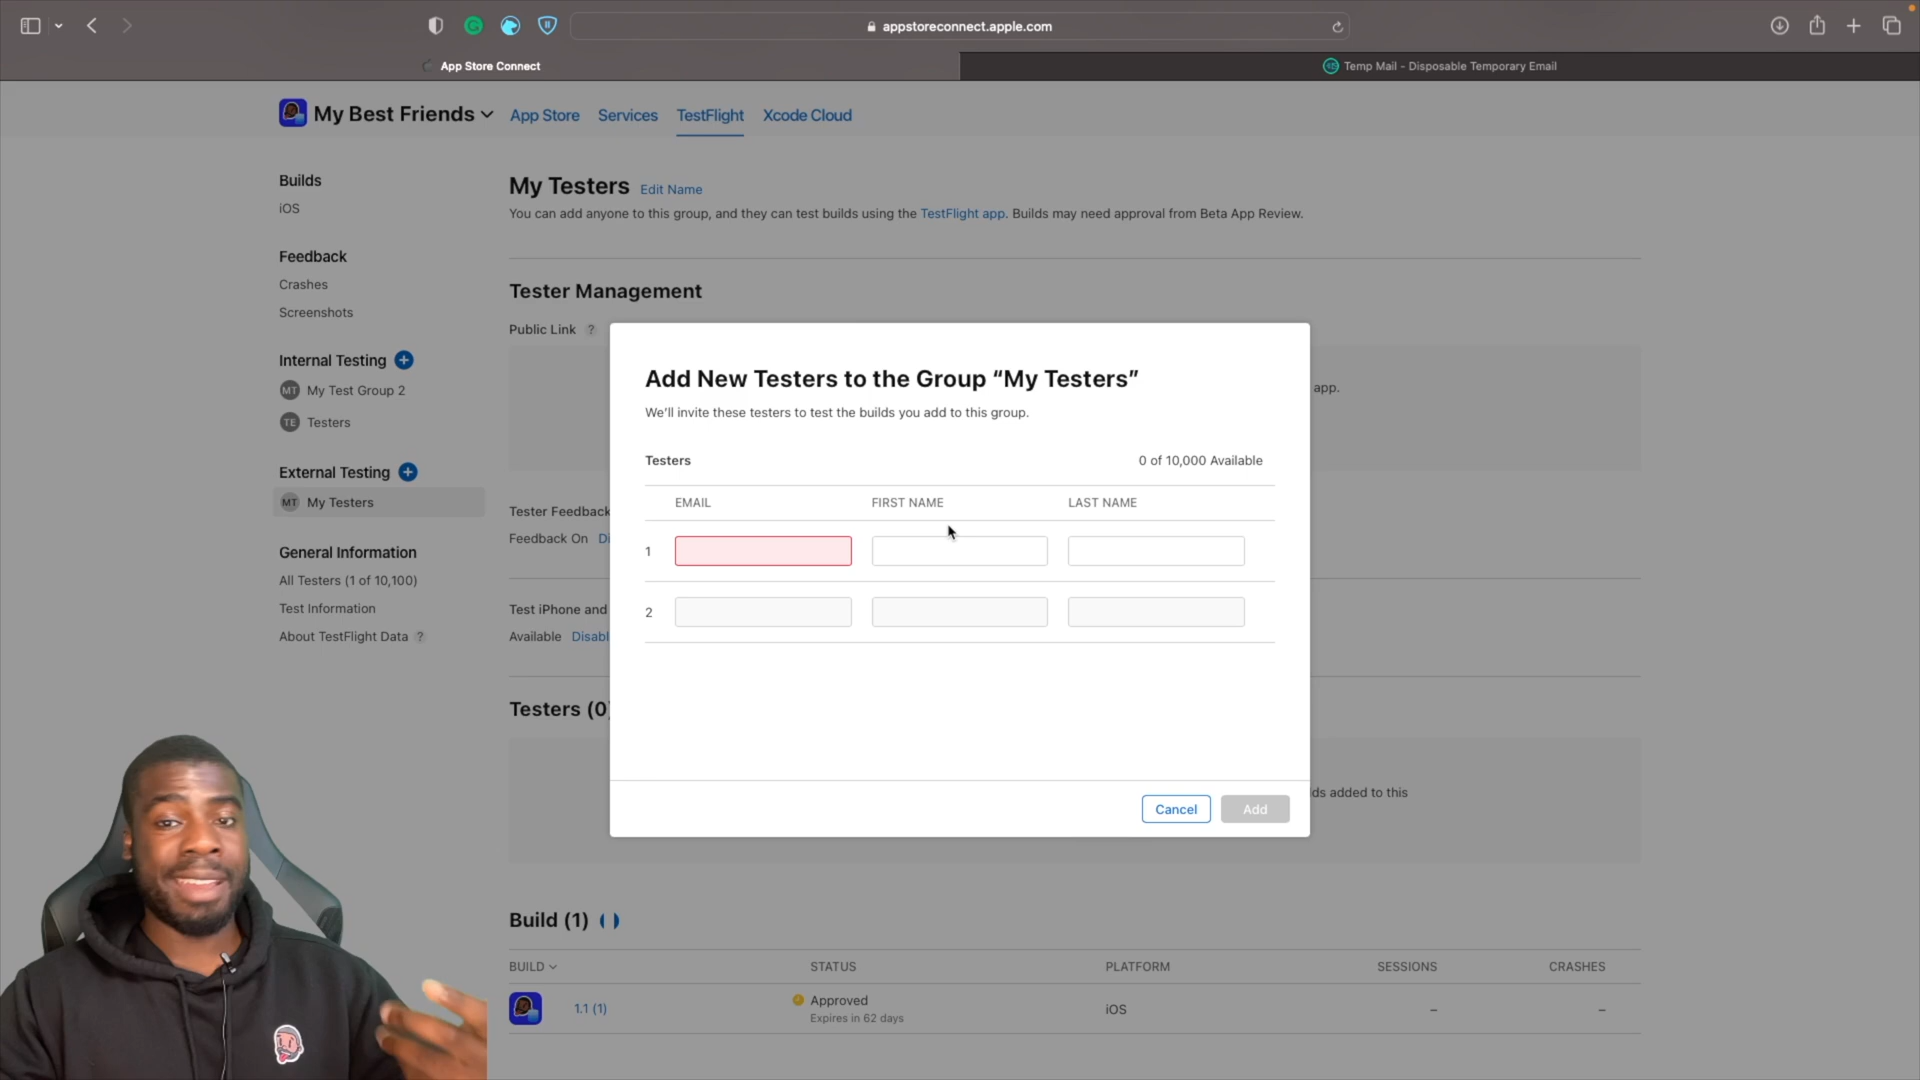 appstoreconnect.apple.com
App Store Connect
Temp Mail - Disposable Temporary Email
My Best Friends
App Store
Services
TestFlight
Xcode Cloud
Builds
iOS
Feedback
Crashes
Screenshots
Internal Testing
MT My Test Group 2
TE Testers
External Testing
MT My Testers
General Information
All Testers (1 of 10,100)
Test Information
About TestFlight Data ?
My Testers Edit Name
You can add anyone to this group, and they can test builds using the TestFlight app. Builds may need approval from Beta App Review.
Tester Management
Public Link ?
app.
Tester Feedback
Feedback On Di
Test iPhone and
Available Disabl
Testers (0)
ds added to this
Add New Testers to the Group “My Testers”
We'll invite these testers to test the builds you add to this group.
Testers
0 of 10,000 Available
EMAIL FIRST NAME LAST NAME
1
2
Cancel
Add
Build (1)
BUILD STATUS PLATFORM SESSIONS CRASHES
1.1 (1) Approved iOS – –
Expires in 62 days